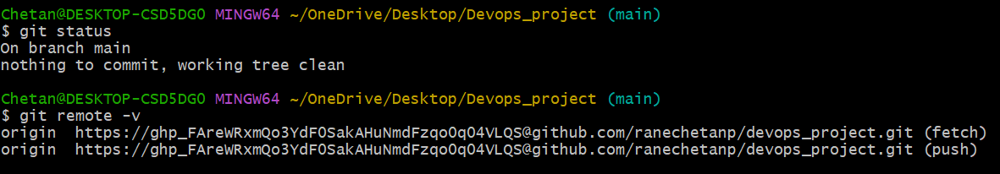 Chetan@DESKTOP-CSD5DG0 MINGW64 ~/OneDrive/Desktop/Devops_project (main)
$ git status
On branch main
nothing to commit, working tree clean
Chetan@DESKTOP-CSD5DG0 MINGW64 ~/OneDrive/Desktop/Devops_project (main)
$ git remote -v
origin https://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@github.com/ranechetanp/devops_project.git (fetch)
origin https://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@github.com/ranechetanp/devops_project.git (push)